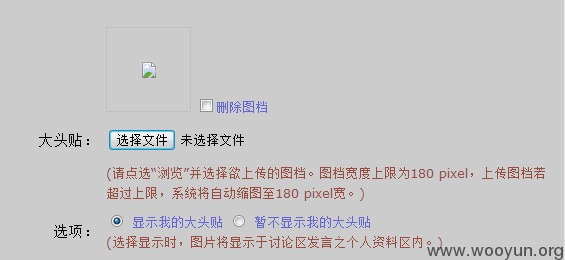 删除图档
大头贴： 选择文件 未选择文件
(请点选“浏览”并选择欲上传的图档。图档宽度上限为180 pixel，上传图档若
超过上限，系统将自动缩图至180 pixel宽。)
选项： 显示我的大头贴 暂不显示我的大头贴
(选择显示时，图片将显示于讨论区发言之个人资料区内。)
www.wooyun.org